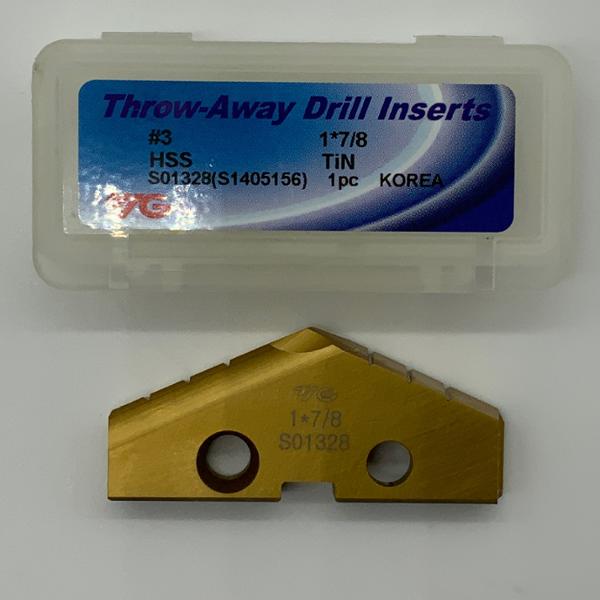 Throw-Away Drill Inserts
#3 1*7/8
HSS TiN
S01328(S1405156) 1pc KOREA
YG
YG
1*7/8
S01328